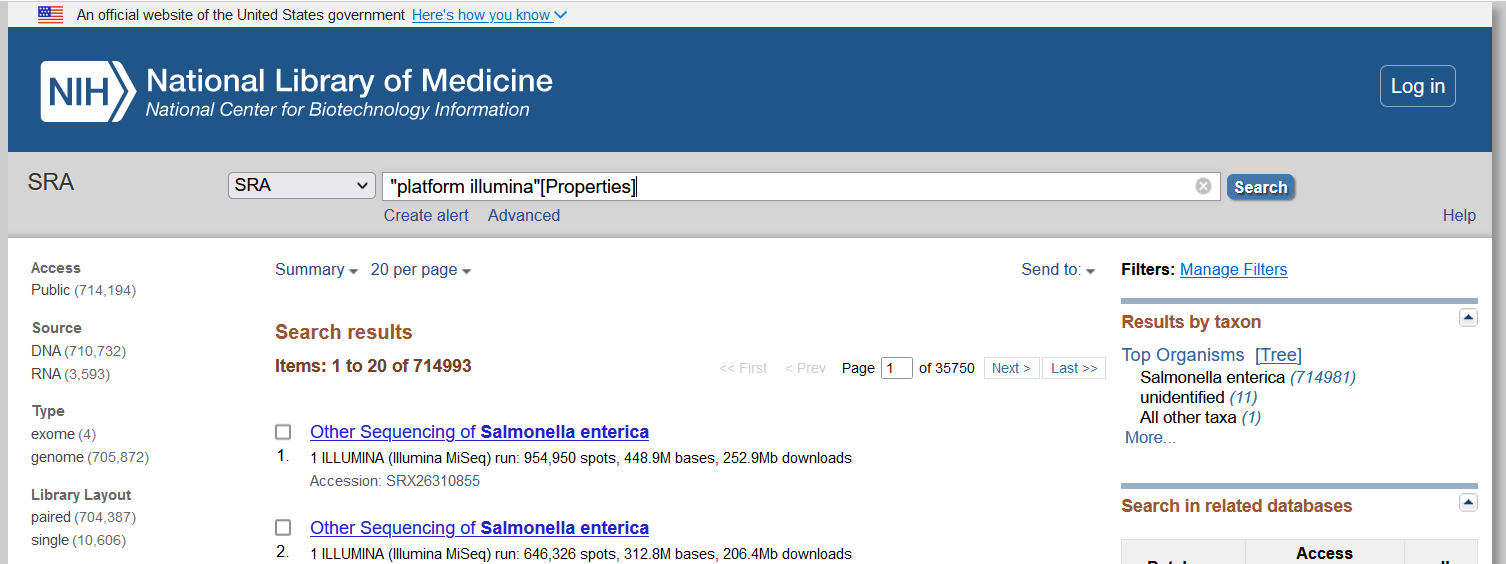 An official website of the United States government Here's how you know
NIH National Library of Medicine
National Center for Biotechnology Information
Log in
SRA
SRA
"platform illumina"[Properties]
Search
Create alert Advanced
Help
Access
Public (714,194)
Source
DNA (710,732)
RNA (3,593)
Type
exome (4)
genome (705,872)
Library Layout
paired (704,387)
single (10,606)
Summary 20 per page
Send to:
Search results
Items: 1 to 20 of 714993
<< First < Prev Page 1 of 35750 Next > Last >>
Other Sequencing of Salmonella enterica
1. 1 ILLUMINA (Illumina MiSeq) run: 954,950 spots, 448.9M bases, 252.9Mb downloads
Accession: SRX26310855
Other Sequencing of Salmonella enterica
2. 1 ILLUMINA (Illumina MiSeq) run: 646,326 spots, 312.8M bases, 206.4Mb downloads
Filters: Manage Filters
Results by taxon
Top Organisms [Tree]
Salmonella enterica (714981)
unidentified (11)
All other taxa (1)
More...
Search in related databases
Access